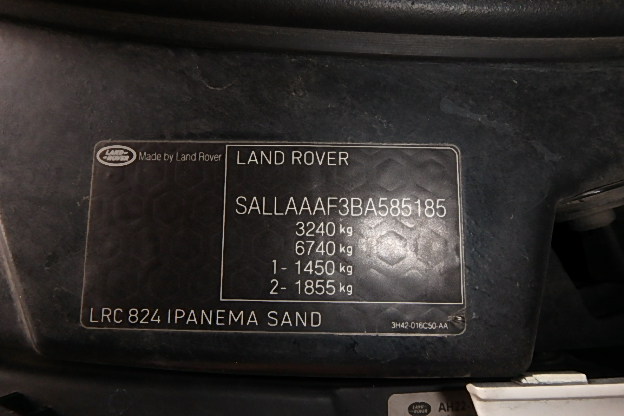 LAND-
-ROVER
Made by Land Rover
LAND ROVER
SALLAAAF3BA585185
3240 kg
6740 kg
1- 1450 kg
2- 1855 kg
LRC 824 IPANEMA SAND
3H42-016C50-AA